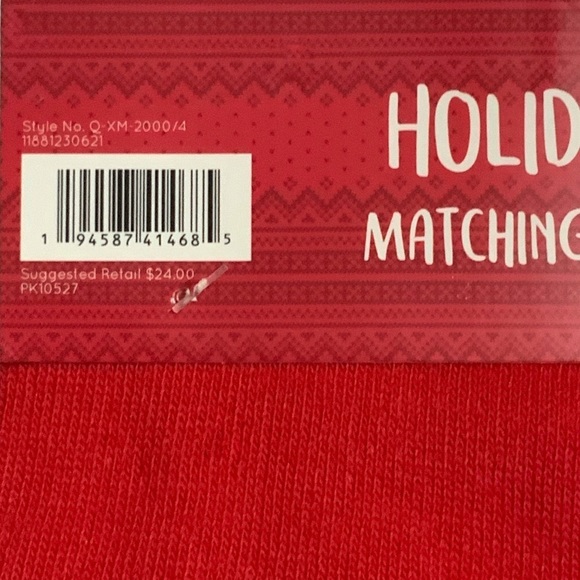 Style No. Q-XM-2000/4
11881230621
1 94587 41468 5
Suggested Retail $24.00
PK10527
HOLID
MATCHING